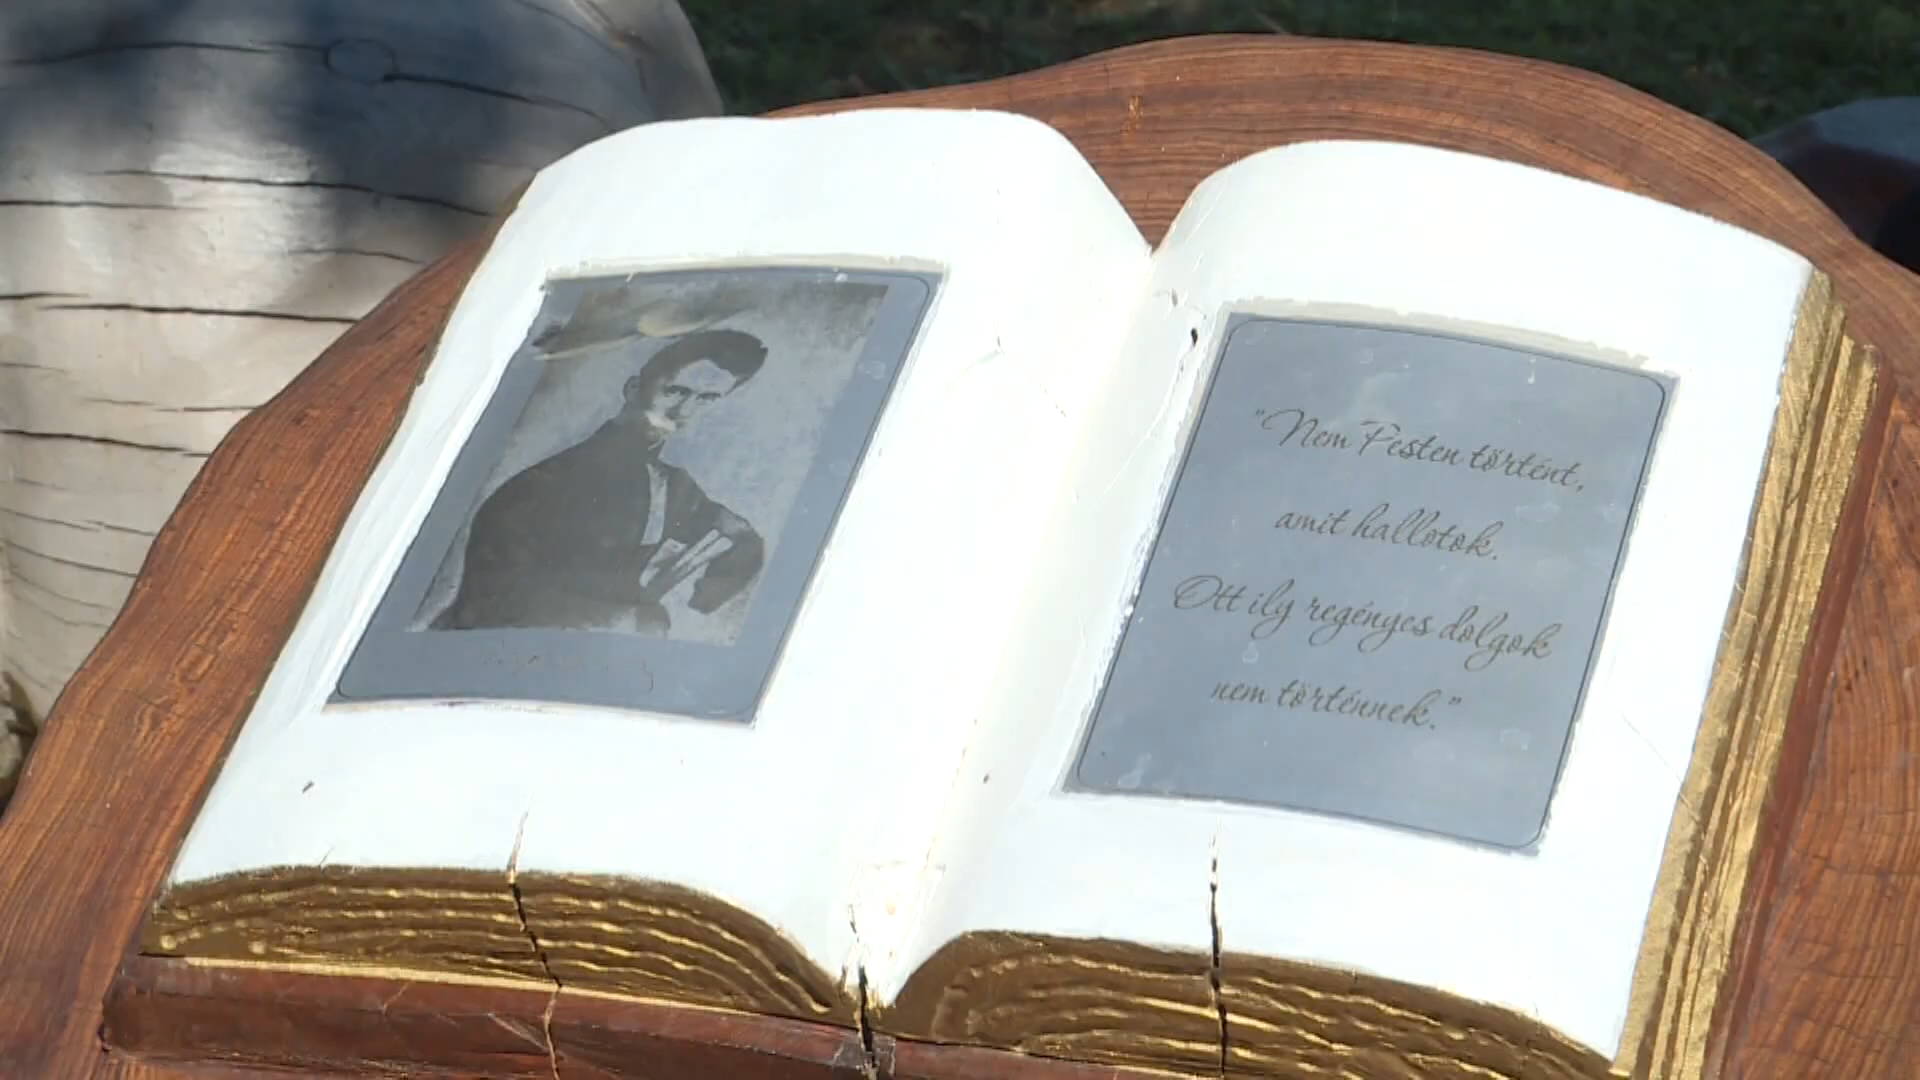 "Nem Pesten történt,
amit hallotok.
Ott ily regényes dolgok
nem történnek."